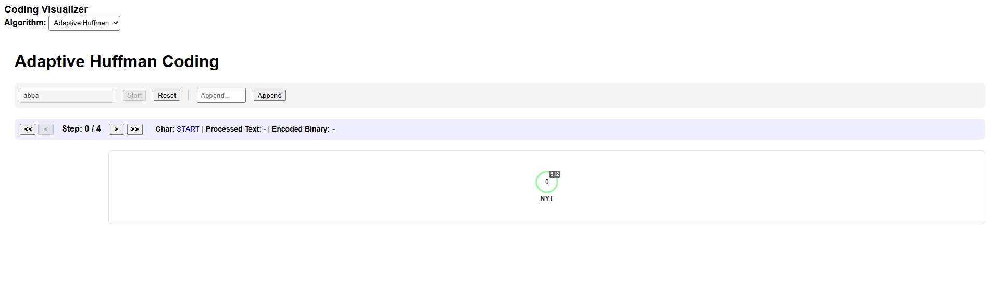 Coding Visualizer
Algorithm: Adaptive Huffman
Adaptive Huffman Coding
abba Start Reset | Append... Append
<< < Step: 0 / 4 > >> Char: START | Processed Text: - | Encoded Binary: -
512
0
NYT